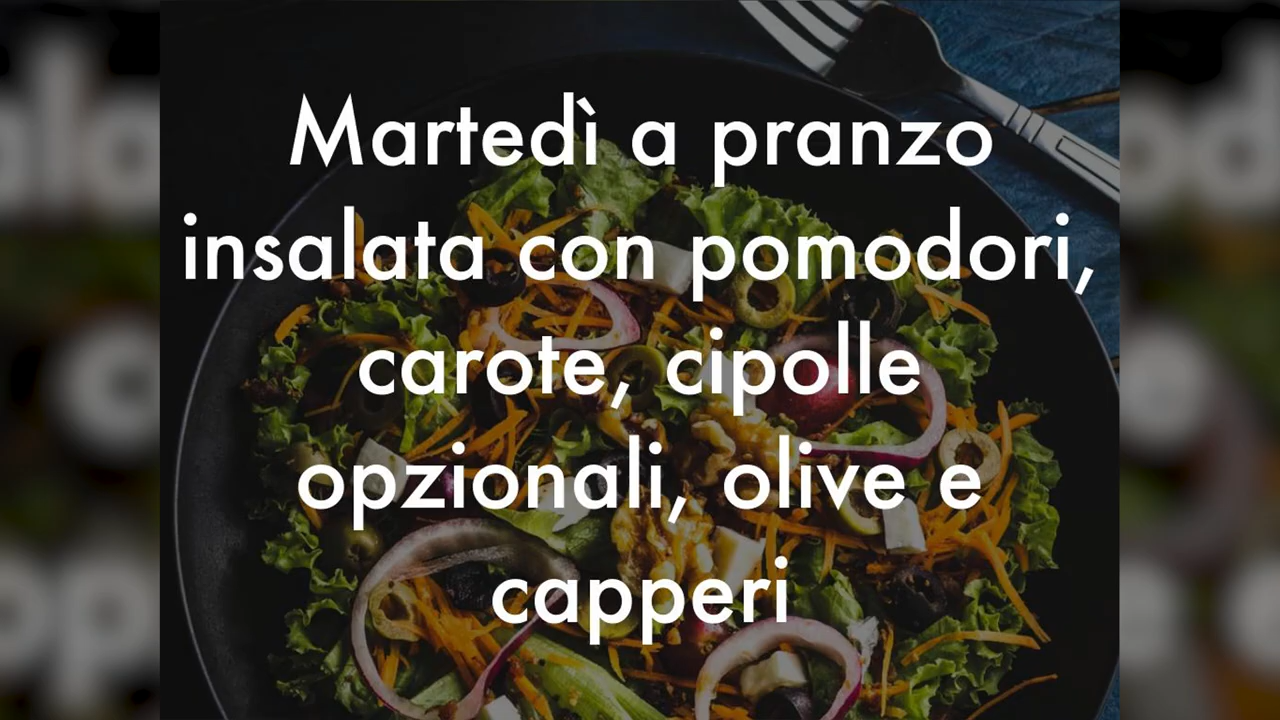 Martedì a pranzo
insalata con pomodori,
carote, cipolle
opzionali, olive e
capperi